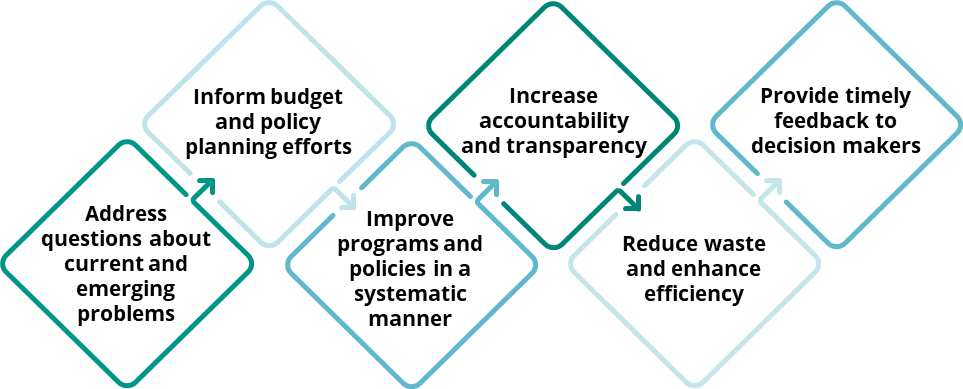 Address
questions about
current and
emerging
problems
Inform budget
and policy
planning efforts
Improve
programs and
policies in a
systematic
manner
Increase
accountability
and transparency
Reduce waste
and enhance
efficiency
Provide timely
feedback to
decision makers